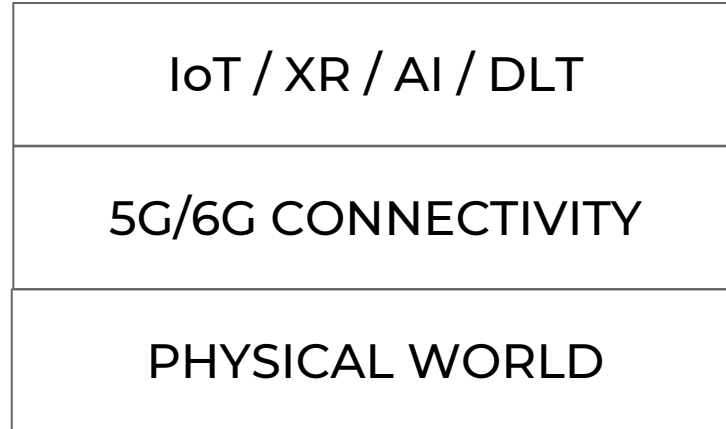 IoT / XR / AI / DLT
5G/6G CONNECTIVITY
PHYSICAL WORLD